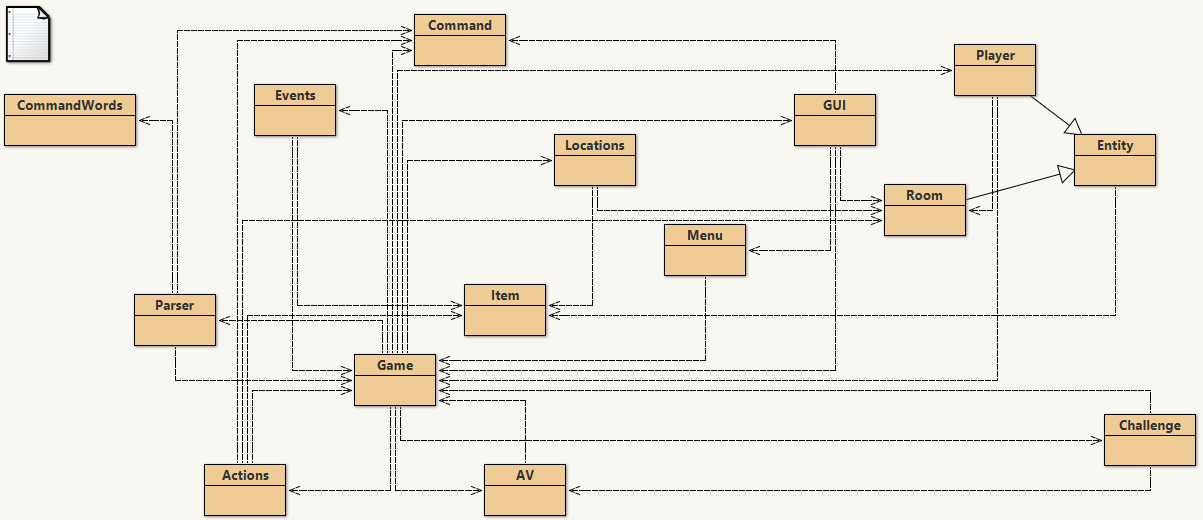 Command
Player
CommandWords
Events
GUI
Locations
Entity
Room
Menu
Item
Parser
Game
Challenge
Actions
AV